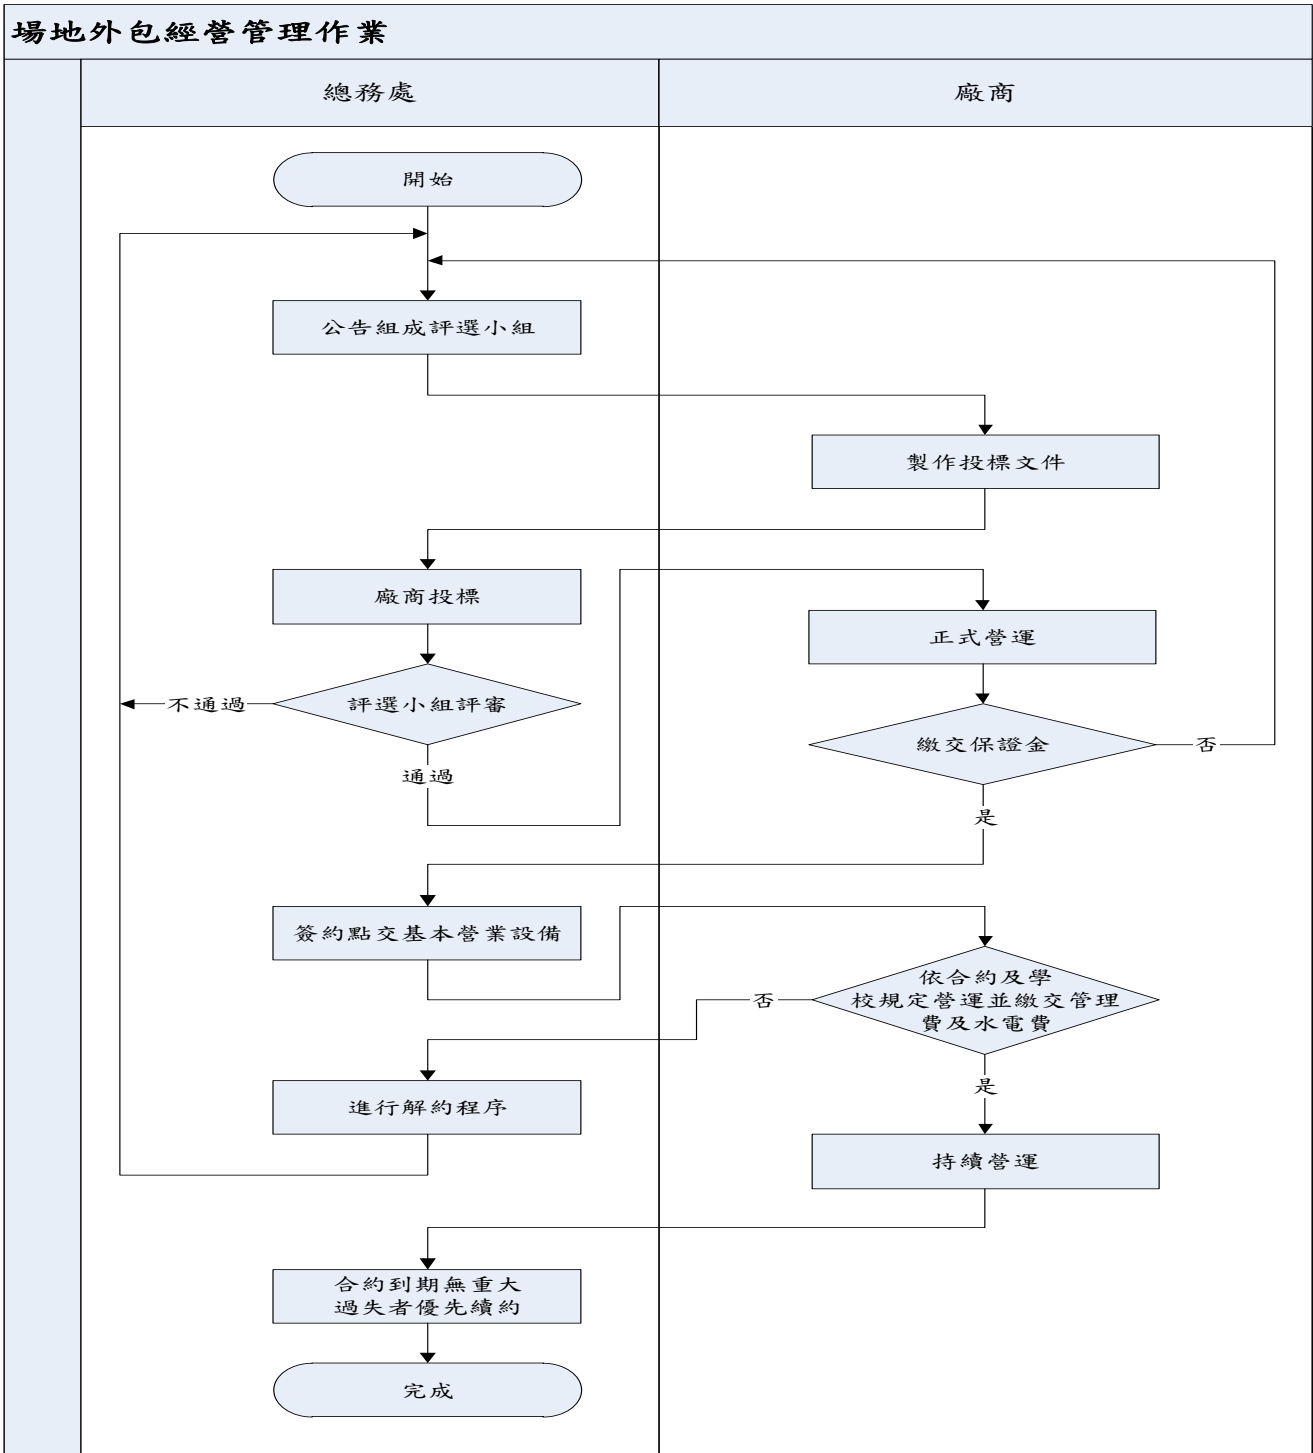 場地外包經營管理作業
總務處
廠商
開始
公告組成評選小組
製作投標文件
廠商投標
正式營運
不通過
評選小組評審
繳交保證金
否
通過
是
簽約點交基本營業設備
依合約及學
校規定營運並繳交管理
費及水電費
否
是
進行解約程序
持續營運
合約到期無重大
過失者優先續約
完成